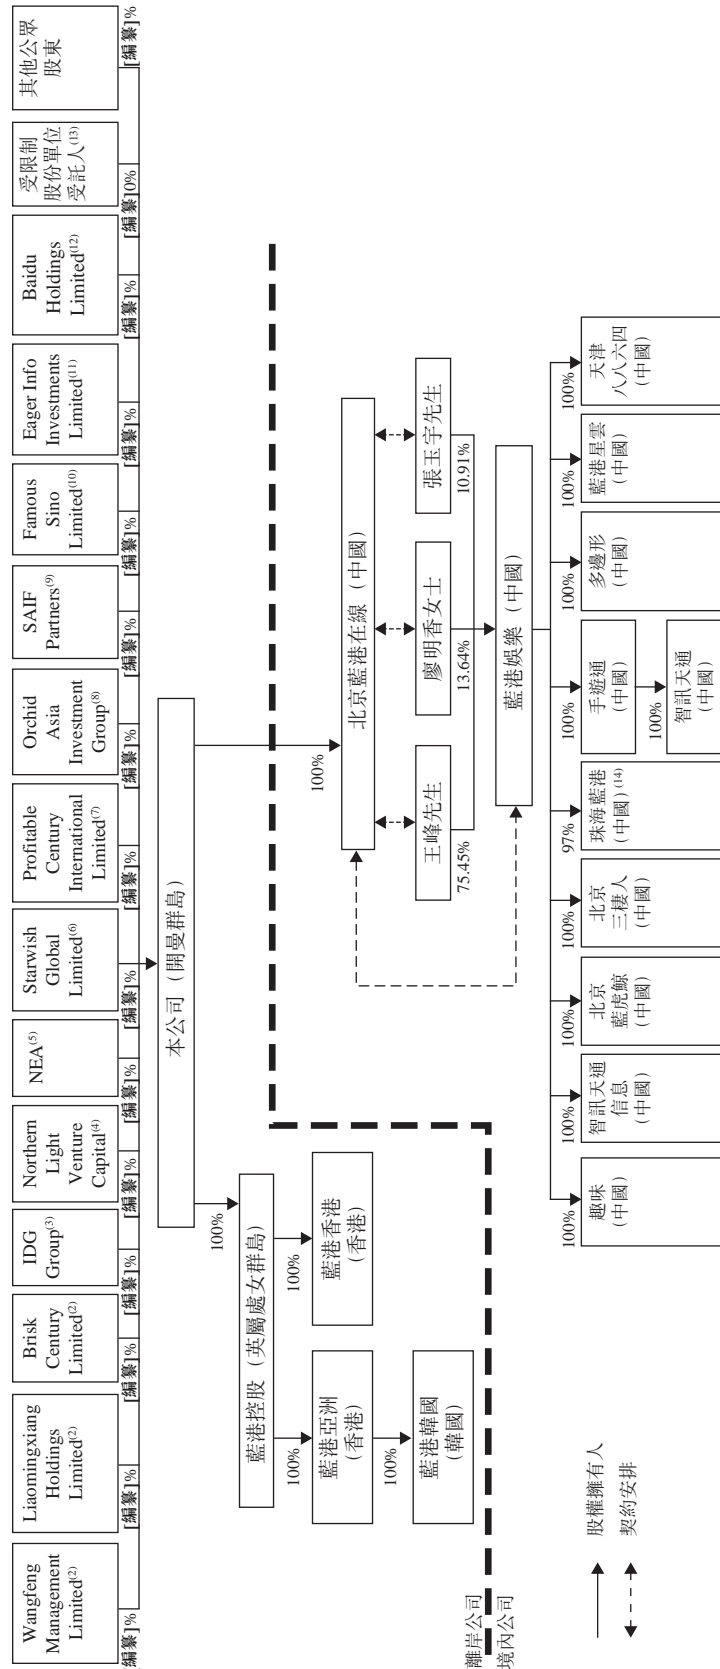 Wangfeng
Management
Limited(2)
[編纂]%
Liaomingxiang
Holdings
Limited(2)
[編纂]%
Brisk
Century
Limited(2)
[編纂]%
IDG
Group(3)
[編纂]%
Northern
Light
Venture
Capital(4)
[編纂]%
NEA(5)
[編纂]%
Starwish
Global
Limited(6)
[編纂]%
Profitable
Century
International
Limited(7)
[編纂]%
Orchid
Asia
Investment
Group(8)
[編纂]%
SAIF
Partners(9)
[編纂]%
Famous
Sino
Limited(10)
[編纂]%
Eager Info
Investments
Limited(11)
[編纂]%
Baidu
Holdings
Limited(12)
[編纂]%
受限制
股份單位
受託人(13)
[編纂]0%
其他公眾
股東
[編纂]%
本公司（開曼群島）
100%
藍港控股（英屬處女群島）
100%
藍港亞洲
（香港）
100%
藍港韓國
（韓國）
100%
藍港香港
（香港）
離岸公司
境內公司
100%
北京藍港在線（中國）
王峰先生
75.45%
廖明香女士
13.64%
張玉宇先生
10.91%
藍港娛樂（中國）
100%
趣味
（中國）
100%
智訊天通
信息
（中國）
100%
北京
藍虎鯨
（中國）
100%
北京
三棲人
（中國）
97%
珠海藍港
（中國）(14)
100%
手遊通
（中國）
100%
智訊天通
（中國）
100%
多邊形
（中國）
100%
藍港星雲
（中國）
100%
天津
八八六四
（中國）
股權擁有人
契約安排